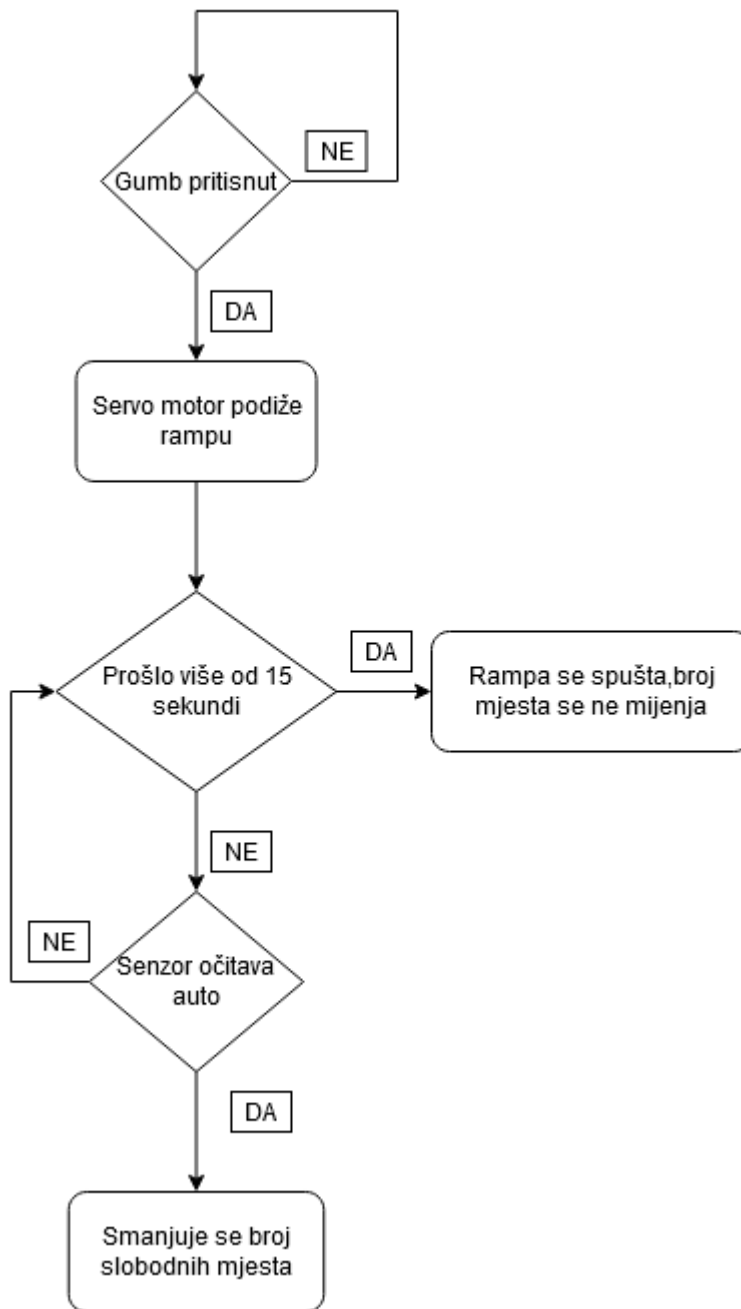 NE
Gumb pritisnut
DA
Servo motor podiže
rampu
DA
Prošlo više od 15
sekundi
Rampa se spušta,broj
mjesta se ne mijenja
NE
NE
Senzor očitava
auto
DA
Smanjuje se broj
slobodnih mjesta